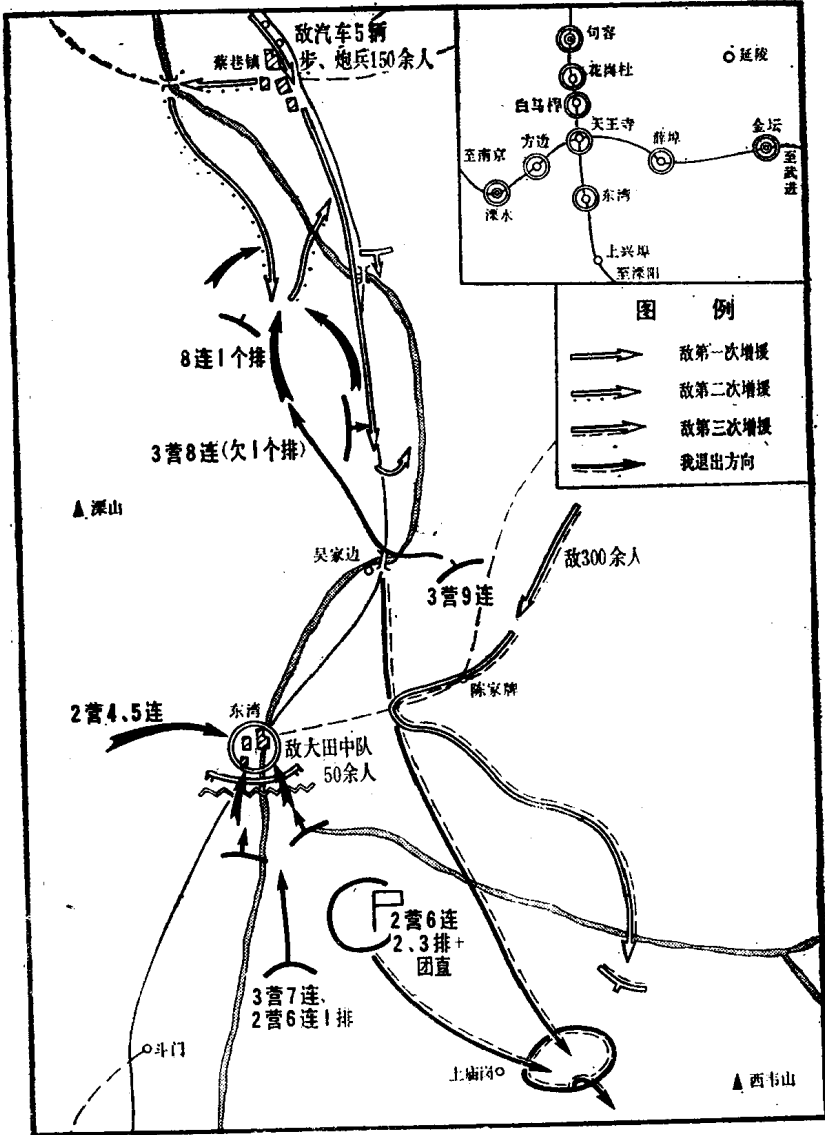 敌汽车5辆
步、炮兵150余人
蔡巷镇
句容
延陵
花岗杜
白马桿
天王寺
方边
薛埠
金坛
至南京
至武进
溧水
东湾
上兴埠
至溧阳
图 例
敌第一次增援
敌第二次增援
敌第三次增援
我退出方向
8连1个排
3营8连(欠1个排)
溧山
吴家边
3营9连
敌300余人
陈家牌
2营4、5连
东湾
敌大田中队
50余人
2营6连
2.3排+
团直
3营7连、
2营6连1排
斗门
上庙岗
西韦山